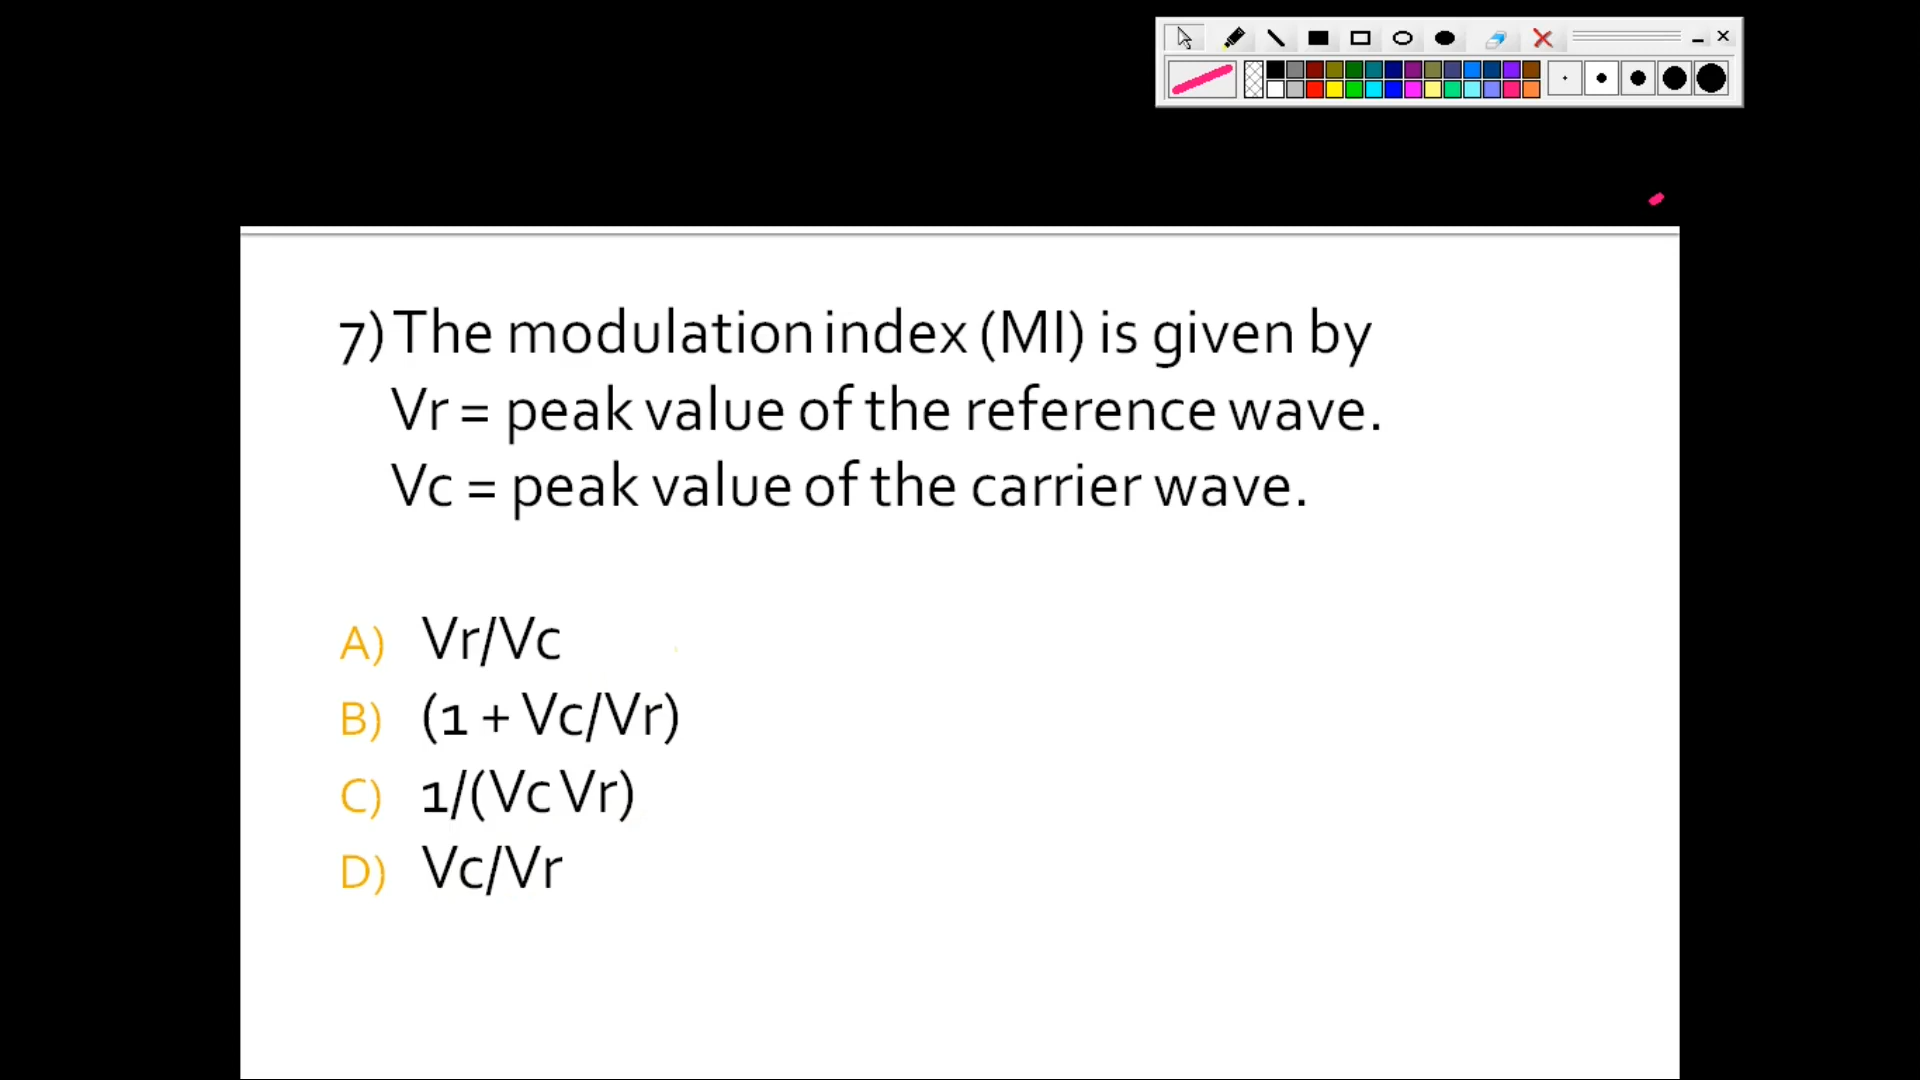 7) The modulation index (MI) is given by
Vr = peak value of the reference wave.
Vc = peak value of the carrier wave.
A) Vr/Vc
B) (1 + Vc/Vr)
C) 1/(Vc Vr)
D) Vc/Vr